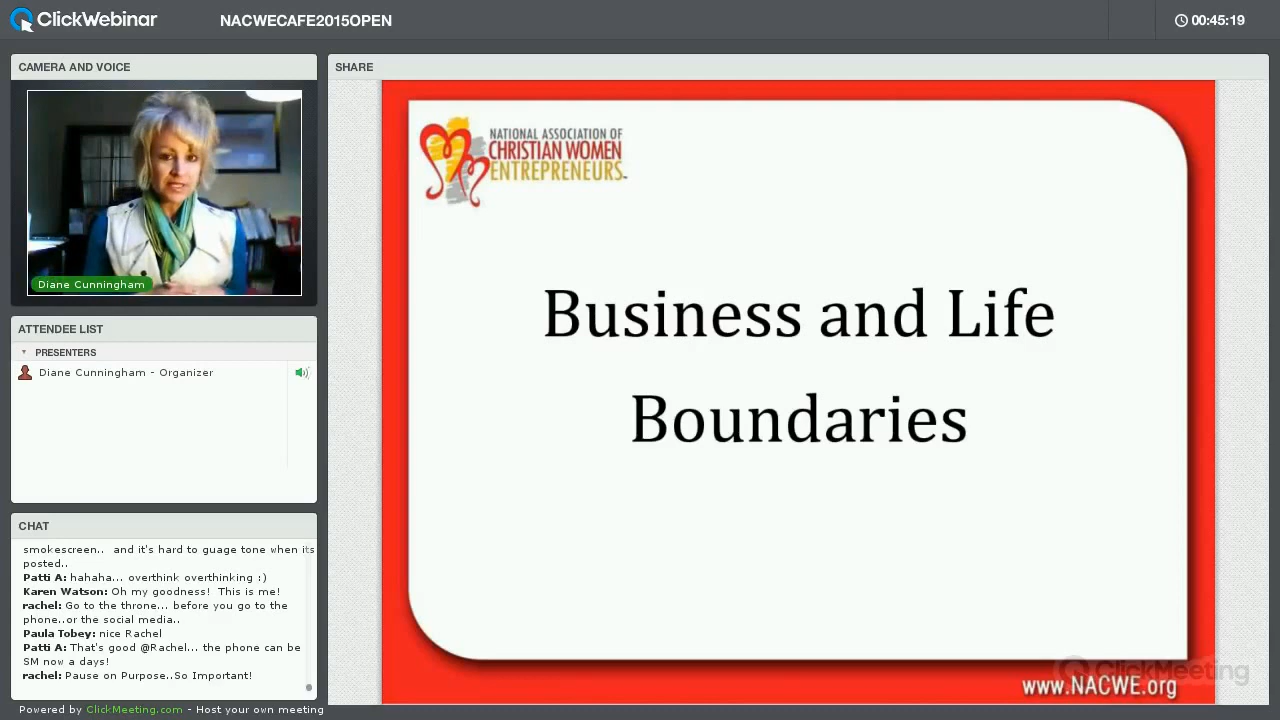 ClickWebinar
NACWECAFE2015OPEN
00:45:19
CAMERA AND VOICE
Diane Cunningham
ATTENDEE LIST
PRESENTERS
Diane Cunningham - Organizer
CHAT
smokescreen and it's hard to guage tone when its
posted..
Patti A: overthink overthinking :)
Karen Watson: Oh my goodness! This is me!
rachel: Go to the throne... before you go to the
phone or the social media..
Paula B: Joy: nice Rachel
Patti A: That's good @Rachel... the phone can be
SM now too
rachel: Pause on Purpose..So important!
Powered by ClickMeeting.com - Host your own meeting
SHARE
NATIONAL ASSOCIATION OF
CHRISTIAN WOMEN
ENTREPRENEURS
Business and Life
Boundaries
www.NACWE.org